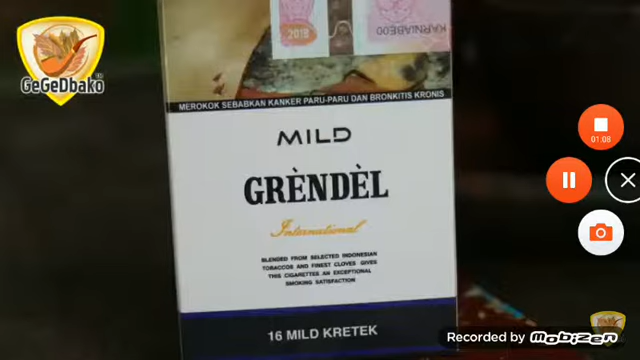 GeGeDbako
2018
KARNIABE00
MEROKOK SEBABKAN KANKER PARU-PARU DAN BRONKITIS KRONIS
MILD
GRÈNDÈL
International
BLENDED FROM SELECTED INDONESIAN
TOBACCOS AND FINEST CLOVES GIVES
THIS CIGARETTES AN EXCEPTIONAL
SMOKING SATISFACTION
16 MILD KRETEK
01:08
Recorded by mobizen